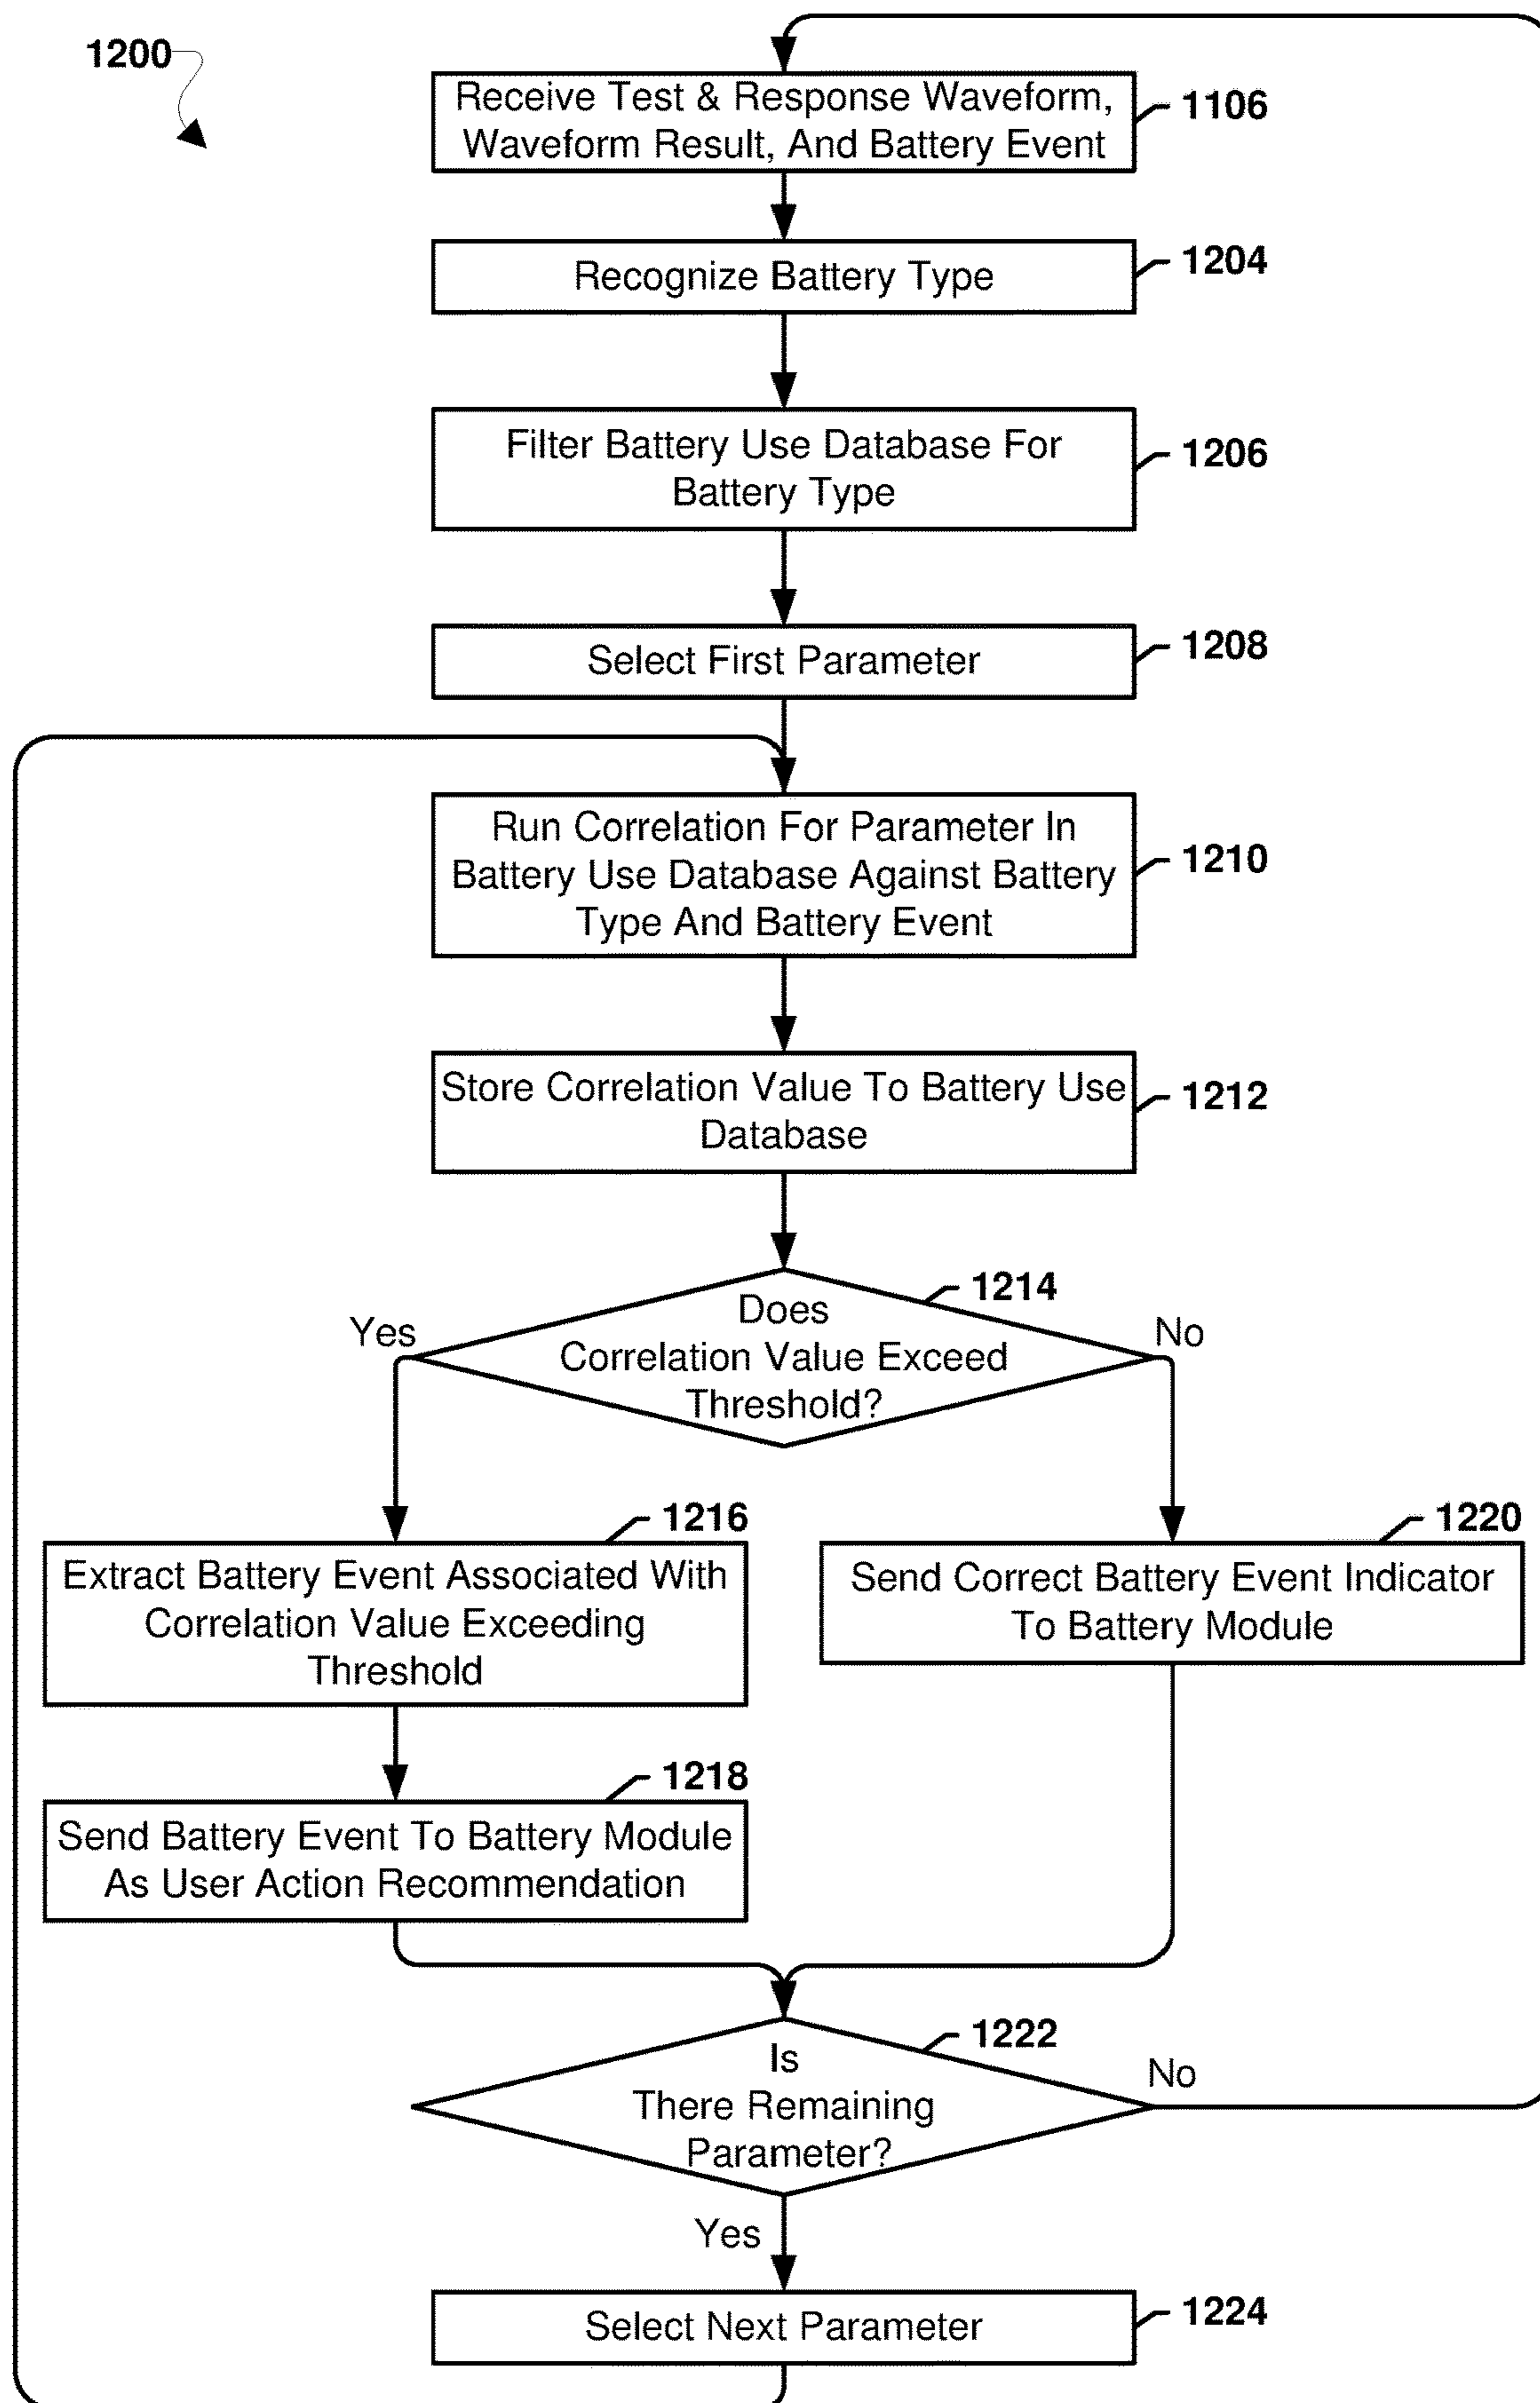 1200
Receive Test & Response Waveform,
Waveform Result, And Battery Event
1106
Recognize Battery Type
1204
Filter Battery Use Database For
Battery Type
1206
Select First Parameter
1208
Run Correlation For Parameter In
Battery Use Database Against Battery
Type And Battery Event
1210
Store Correlation Value To Battery Use
Database
1212
1214
Does
Correlation Value Exceed
Threshold?
Yes
No
1216
Extract Battery Event Associated With
Correlation Value Exceeding
Threshold
1220
Send Correct Battery Event Indicator
To Battery Module
1218
Send Battery Event To Battery Module
As User Action Recommendation
1222
Is
There Remaining
Parameter?
No
Yes
Select Next Parameter
1224